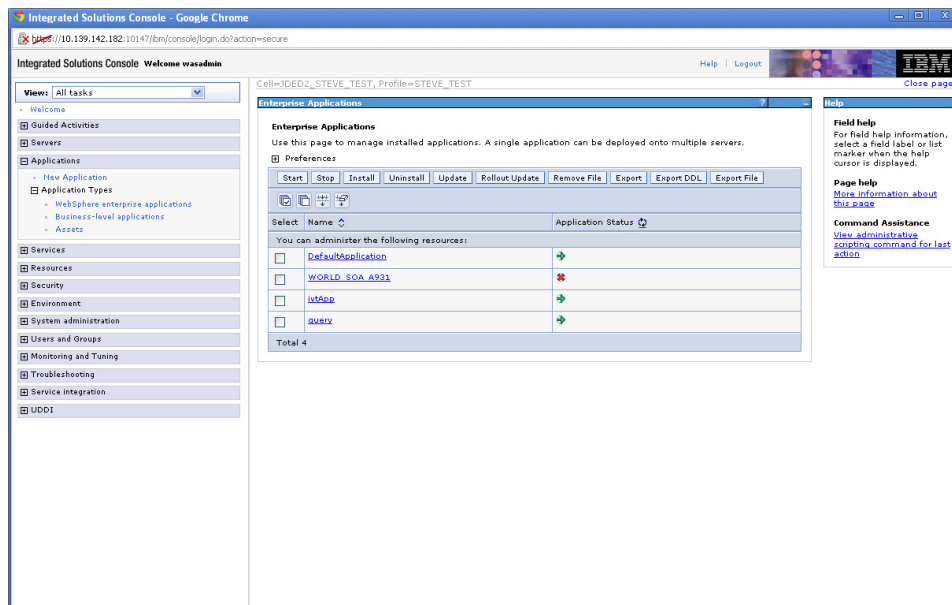 Integrated Solutions Console - Google Chrome
https://10.139.142.182:10147/ibm/console/login.do?action=secure
Integrated Solutions Console Welcome wasadmin
Help | Logout
IBM
View: All tasks
Welcome
Guided Activities
Servers
Applications
New Application
Application Types
WebSphere enterprise applications
Business-level applications
Assets
Services
Resources
Security
Environment
System administration
Users and Groups
Monitoring and Tuning
Troubleshooting
Service integration
UDDI
Cell=JDED2_STEVE_TEST, Profile=STEVE_TEST
Close page
Enterprise Applications
?
Enterprise Applications
Use this page to manage installed applications. A single application can be deployed onto multiple servers.
Preferences
Start Stop Install Uninstall Update Rollout Update Remove File Export Export DDL Export File
Select Name Application Status
You can administer the following resources:
DefaultApplication
WORLD_SOA_A931
ivtApp
query
Total 4
Help
Field help
For field help information,
select a field label or list
marker when the help
cursor is displayed.
Page help
More information about
this page
Command Assistance
View administrative
scripting command for last
action